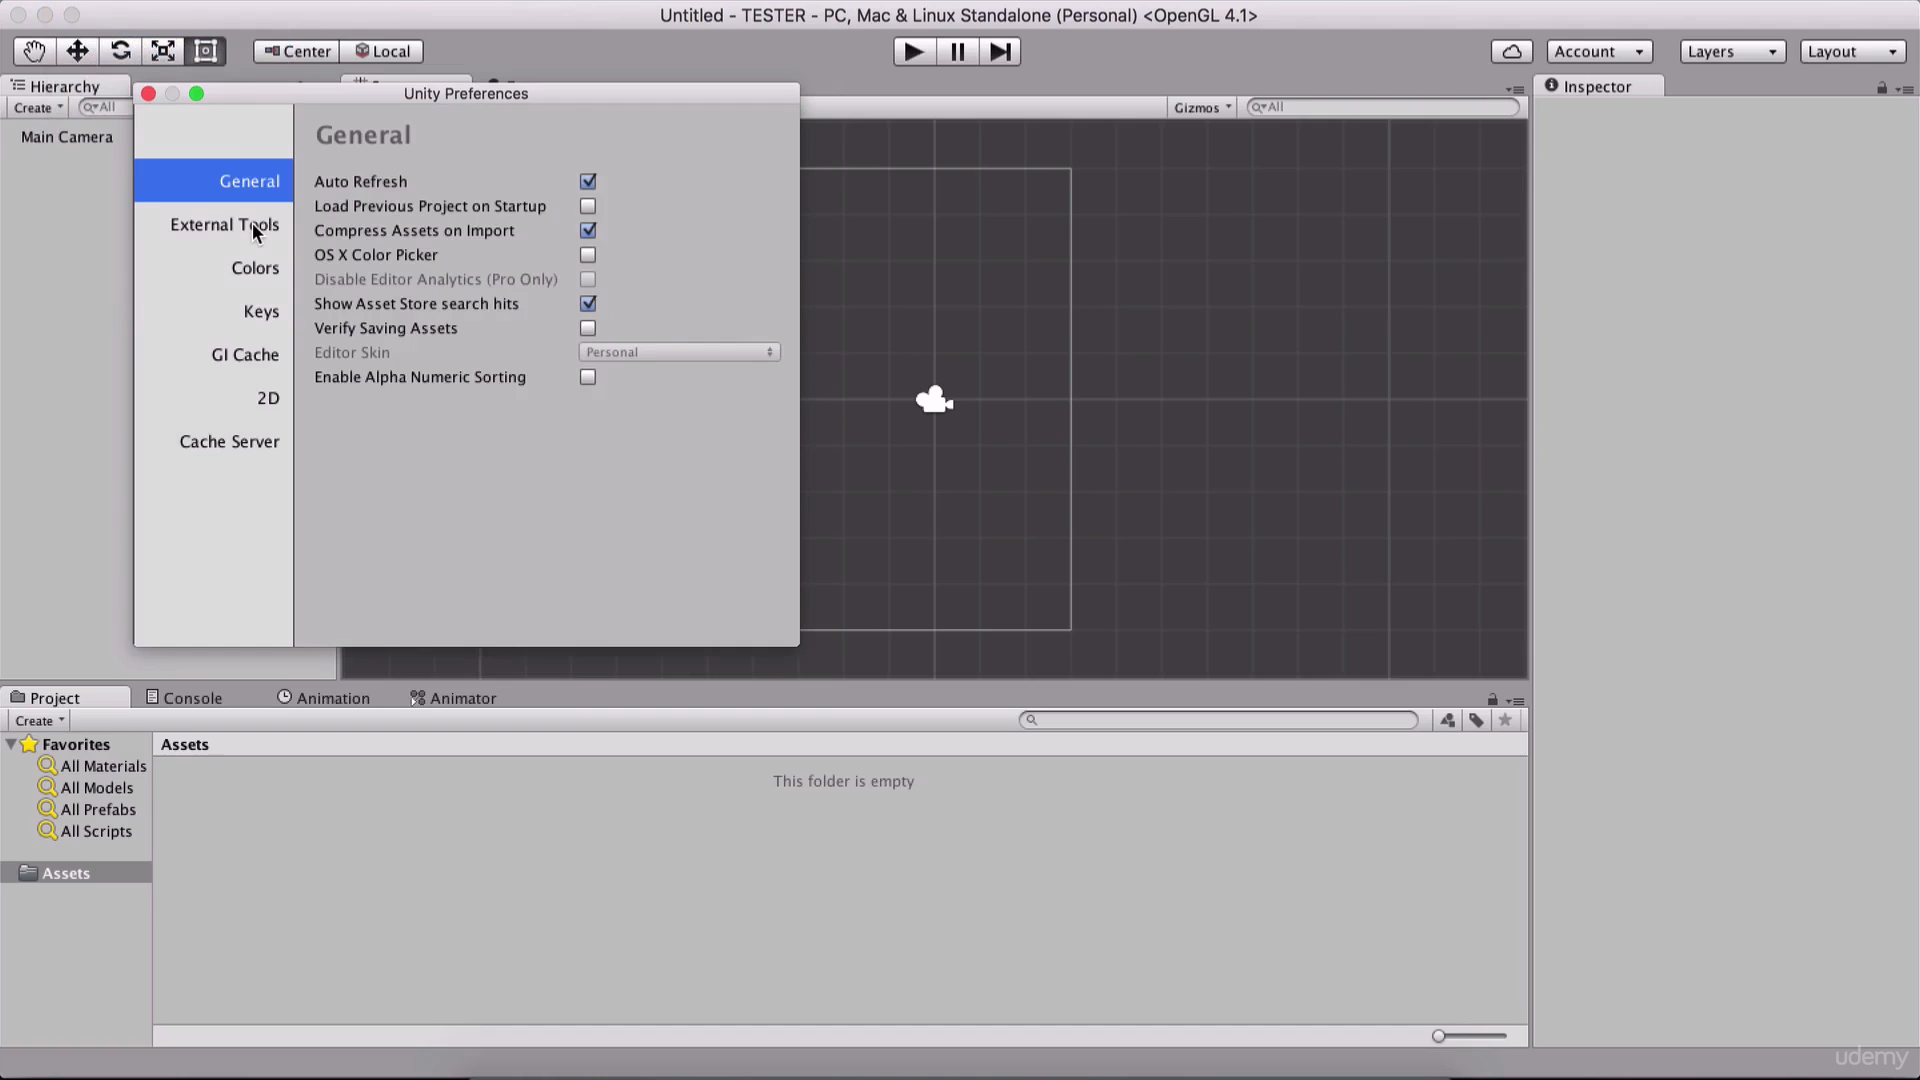 Untitled - TESTER - PC, Mac & Linux Standalone (Personal) <OpenGL 4.1>
Center
Local
Account
Layers
Layout
Hierarchy
Create
All
Main Camera
Unity Preferences
General
External Tools
Colors
Keys
GI Cache
2D
Cache Server
General
Auto Refresh
Load Previous Project on Startup
Compress Assets on Import
OS X Color Picker
Disable Editor Analytics (Pro Only)
Show Asset Store search hits
Verify Saving Assets
Editor Skin
Personal
Enable Alpha Numeric Sorting
Gizmos
All
Inspector
Project
Console
Animation
Animator
Create
Favorites
All Materials
All Models
All Prefabs
All Scripts
Assets
Assets
This folder is empty
udemy